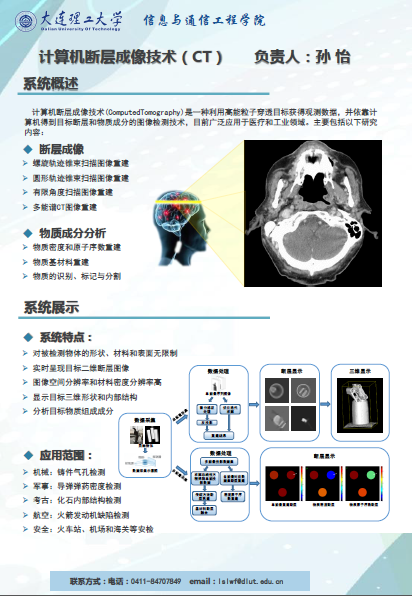 大连理工大学
Dalian University Of Technology
信息与通信工程学院
计算机断层成像技术（CT） 负责人：孙 怡
系统概述
计算机断层成像技术(ComputedTomography)是一种利用高能粒子穿透目标获得观测数据，并依靠计
算机得到目标断层和物质成分的图像检测技术，目前广泛应用于医疗和工业领域。主要包括以下研究
内容：
断层成像
螺旋轨迹锥束扫描图像重建
圆形轨迹锥束扫描图像重建
有限角度扫描图像重建
多能谱CT图像重建
物质成分分析
物质密度和原子序数重建
物质基材料重建
物质的识别、标记与分割
系统展示
系统特点：
对被检测物体的形状、材料和表面无限制
实时呈现目标二维断层图像
图像空间分辨率和材料密度分辨率高
显示目标三维形状和内部结构
分析目标物质组成成分
应用范围：
机械：铸件气孔检测
军事：导弹弹药密度检测
考古：化石内部结构检测
航空：火箭发动机缺陷检测
安全：火车站、机场和海关等安检
数据采集
数据处理
断层显示
三维显示
数据处理
断层显示
联系方式：电话：0411-84707849 email：lslwf@dlut.edu.cn